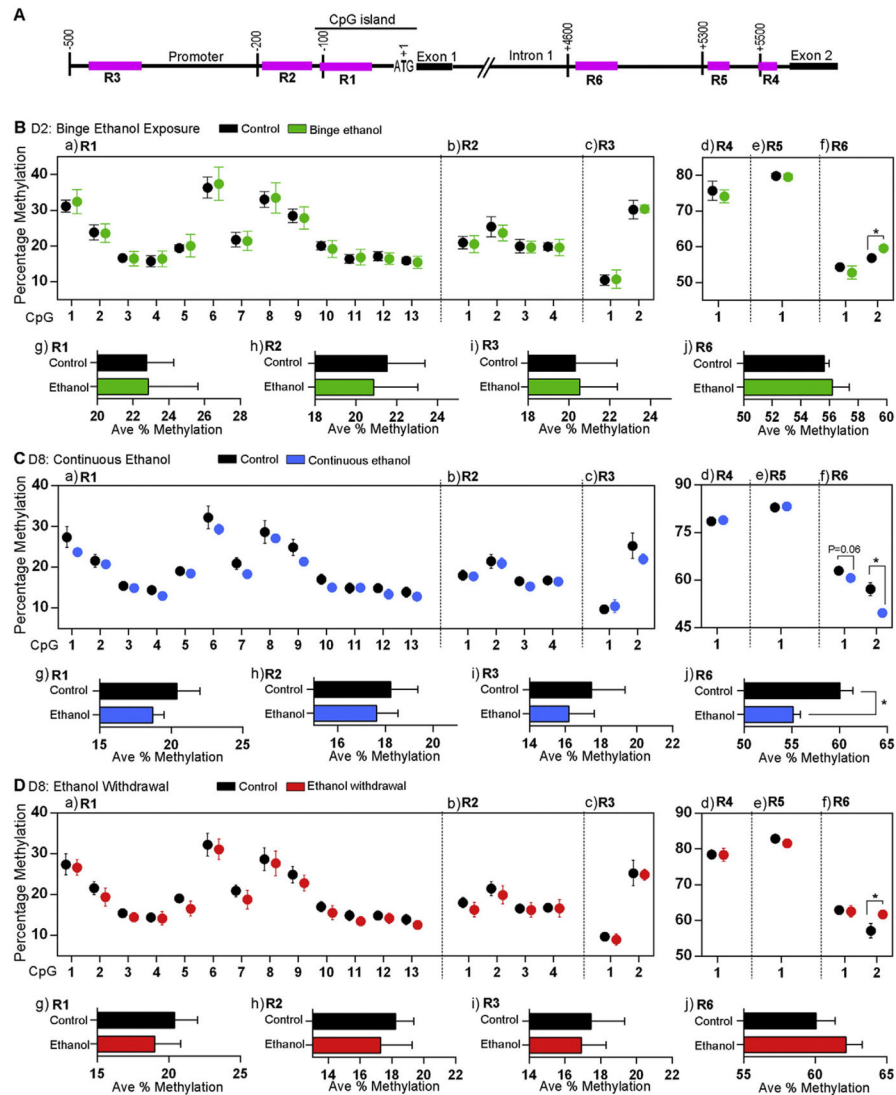 A
CpG island
-500 Promoter -200 -100 +1 +4600 +5300 +5500
ATG Exon 1 Intron 1 Exon 2
R3 R2 R1 R6 R5 R4
B D2: Binge Ethanol Exposure Control Binge ethanol
a) R1 b) R2 c) R3 d) R4 e) R5 f) R6
Percentage Methylation
40
30
20
10
80
70
60
50
*
CpG 1 2 3 4 5 6 7 8 9 10 11 12 13 1 2 3 4 1 2 1 1 1 2
g) R1 h) R2 i) R3 j) R6
Control Control Control Control
Ethanol Ethanol Ethanol Ethanol
20 22 24 26 28 18 20 22 24 18 20 22 24 50 52 54 56 58 60
Ave % Methylation Ave % Methylation Ave % Methylation Ave % Methylation
C D8: Continuous Ethanol Control Continuous ethanol
a) R1 b) R2 c) R3 d) R4 e) R5 f) R6
Percentage Methylation
40
30
20
10
90
75
60
45
P=0.06 *
CpG 1 2 3 4 5 6 7 8 9 10 11 12 13 1 2 3 4 1 2 1 1 1 2
g) R1 h) R2 i) R3 j) R6
Control Control Control Control
Ethanol Ethanol Ethanol Ethanol
*
15 20 25 16 18 20 14 16 18 20 22 50 55 60 65
Ave % Methylation Ave % Methylation Ave % Methylation Ave % Methylation
D D8: Ethanol Withdrawal Control Ethanol withdrawal
a) R1 b) R2 c) R3 d) R4 e) R5 f) R6
Percentage Methylation
40
30
20
10
90
80
70
60
50
*
CpG 1 2 3 4 5 6 7 8 9 10 11 12 13 1 2 3 4 1 2 1 1 1 2
g) R1 h) R2 i) R3 j) R6
Control Control Control Control
Ethanol Ethanol Ethanol Ethanol
15 20 25 14 16 18 20 22 14 16 18 20 22 55 60 65
Ave % Methylation Ave % Methylation Ave % Methylation Ave % Methylation